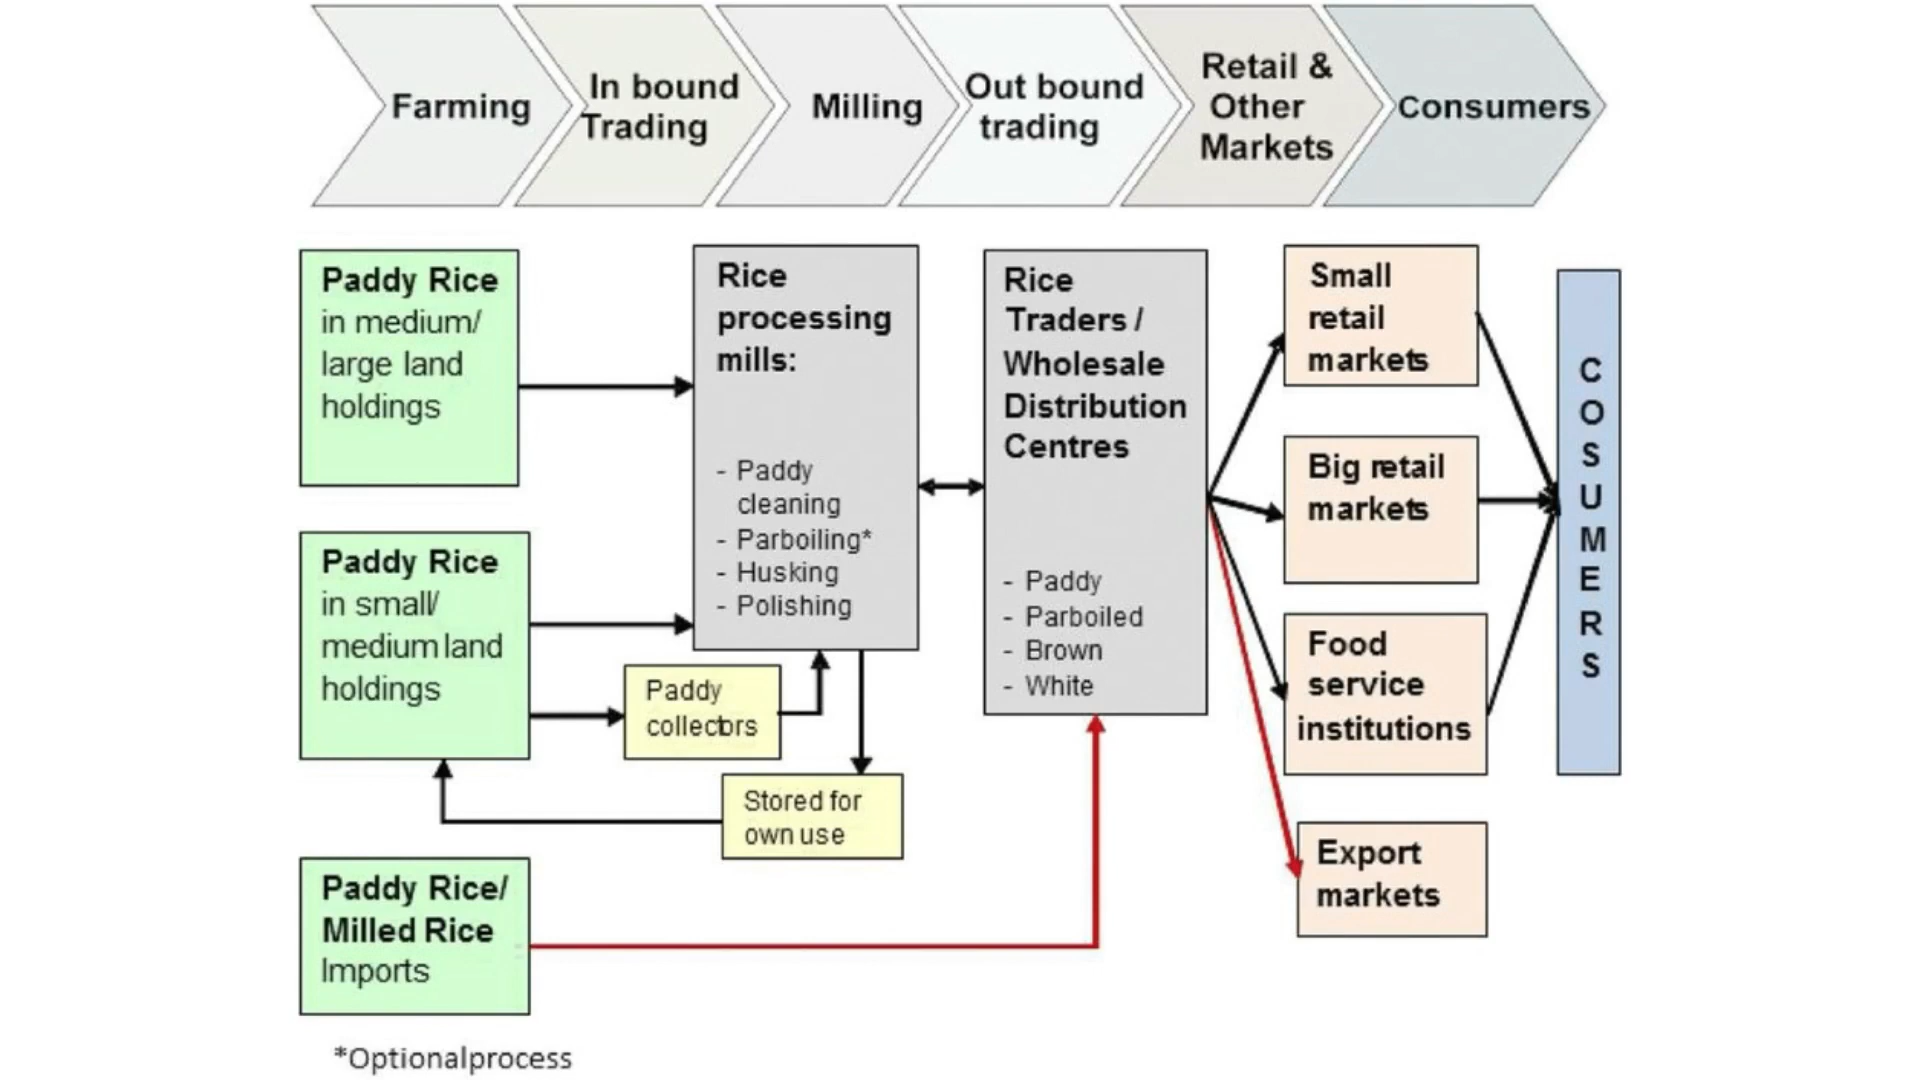 Farming
In bound
Trading
Milling
Out bound
trading
Retail &
Other
Markets
Consumers
Paddy Rice
in medium/
large land
holdings
Paddy Rice
in small/
medium land
holdings
Paddy Rice/
Milled Rice
Imports
Paddy
collectors
Stored for
own use
Rice
processing
mills:
- Paddy
cleaning
- Parboiling*
- Husking
- Polishing
Rice
Traders /
Wholesale
Distribution
Centres
- Paddy
- Parboiled
- Brown
- White
Small
retail
markets
Big retail
markets
Food
service
institutions
Export
markets
C
O
S
U
M
E
R
S
*Optionalprocess